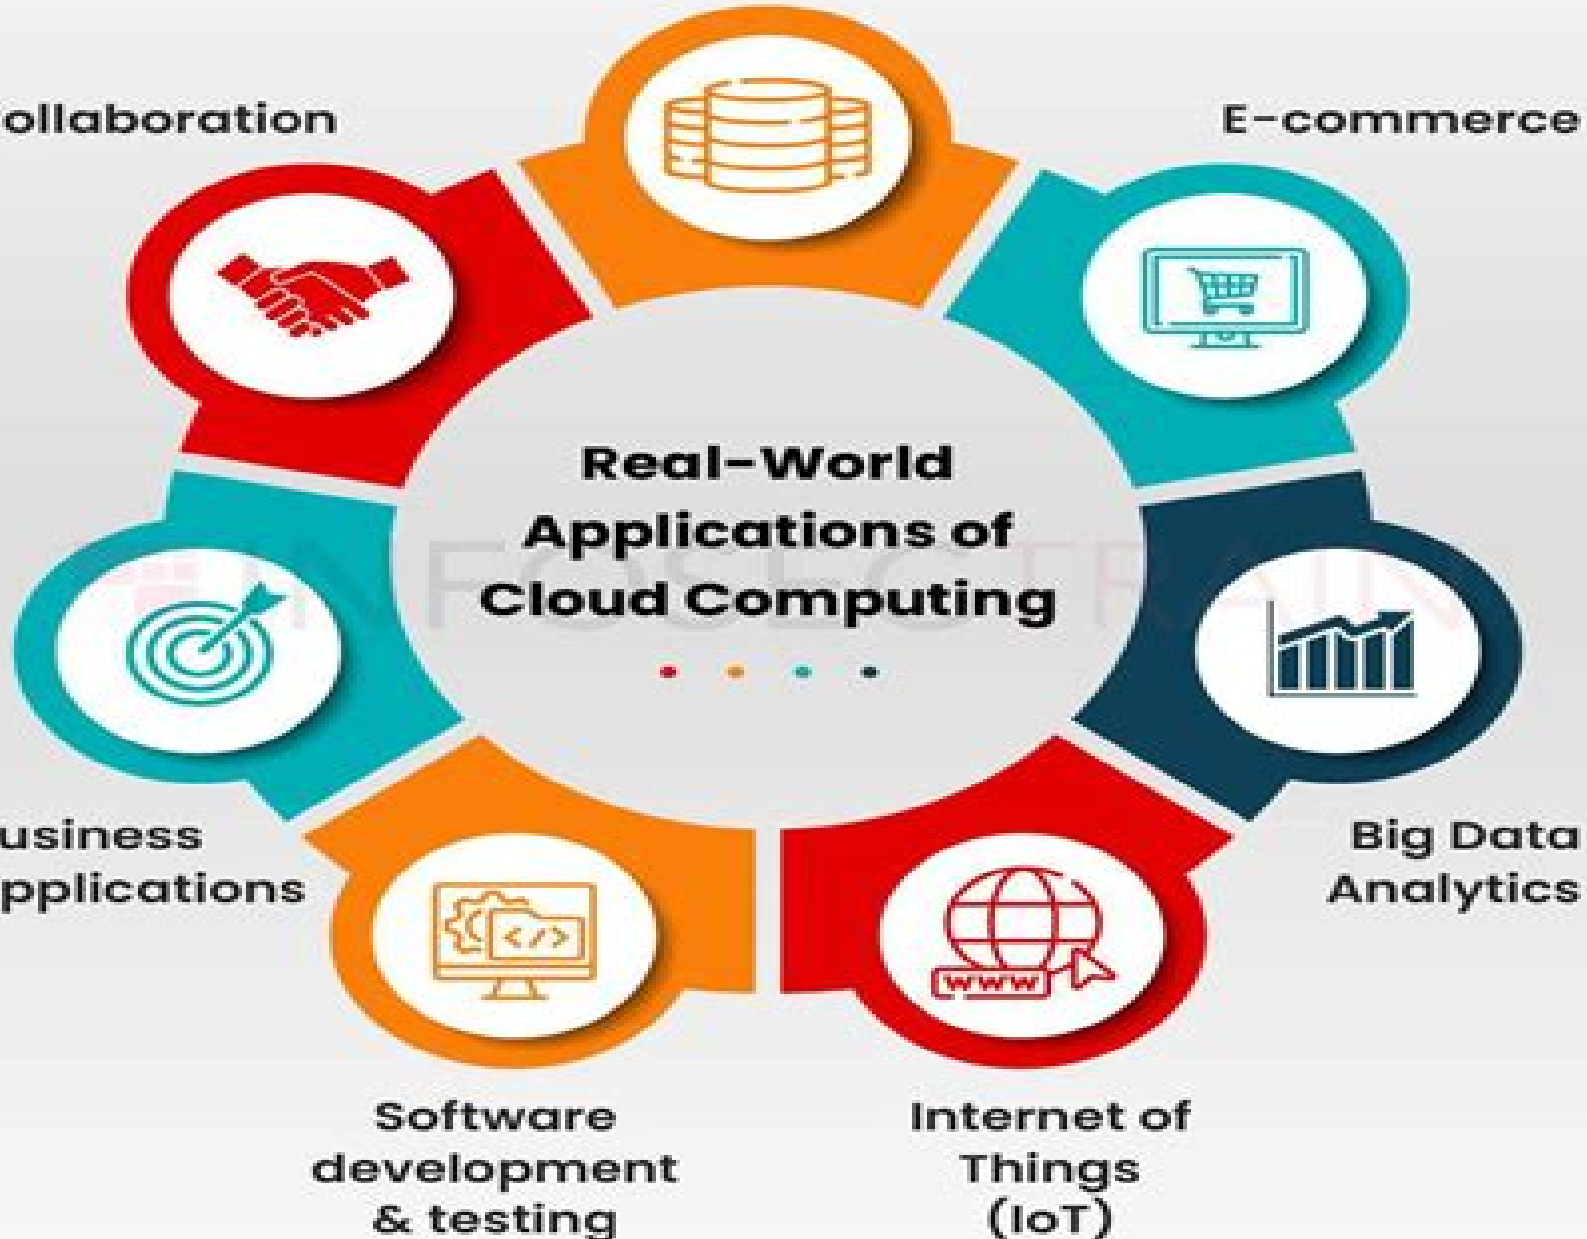 ollaboration
E-commerce
Real-World
Applications of
Cloud Computing
INFOSECTRAIN
usiness
pplications
Big Data
Analytics
www
</>
Software
development
& testing
Internet of
Things
(IoT)